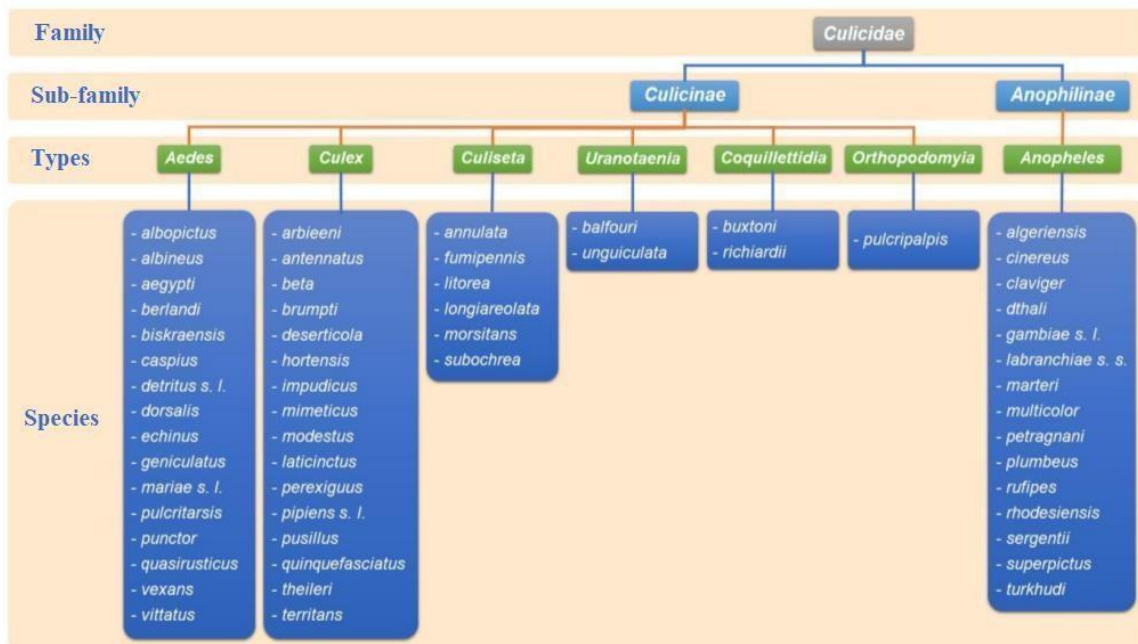 Family
Culicidae
Sub-family
Culicinae
Anophilinae
Types
Aedes
Culex
Culiseta
Uranotaenia
Coquillettidia
Orthopodomyia
Anopheles
Species
- albopictus
- albineus
- aegypti
- berlandi
- biskraensis
- caspius
- detritus s. l.
- dorsalis
- echinus
- geniculatus
- mariae s. l.
- pulcritarsis
- punctor
- quasirusticus
- vexans
- vittatus
- arbieeni
- antennatus
- beta
- brumpti
- deserticola
- hortensis
- impudicus
- mimeticus
- modestus
- laticinctus
- perexiguus
- pipiens s. l.
- pusillus
- quinquefasciatus
- theileri
- territans
- annulata
- fumipennis
- litorea
- longiareolata
- morsitans
- subochrea
- balfouri
- unguiculata
- buxtoni
- richiardii
- pulcripalpis
- algeriensis
- cinereus
- claviger
- dthali
- gambiae s. l.
- labranchiae s. s.
- marteri
- multicolor
- petragnani
- plumbeus
- rufipes
- rhodesiensis
- sergentii
- superpictus
- turkhudi